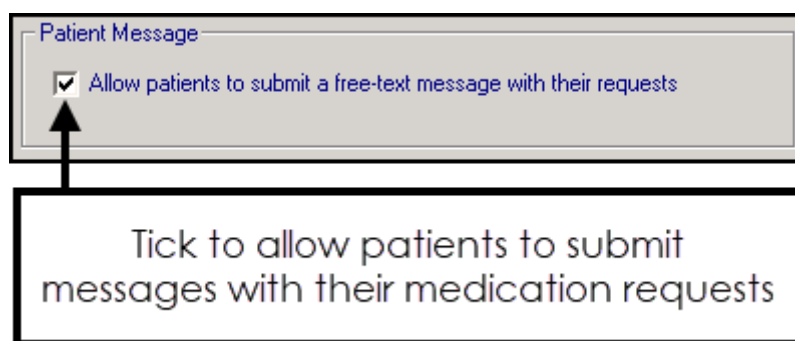 Patient Message
Allow patients to submit a free-text message with their requests
Tick to allow patients to submit
messages with their medication requests